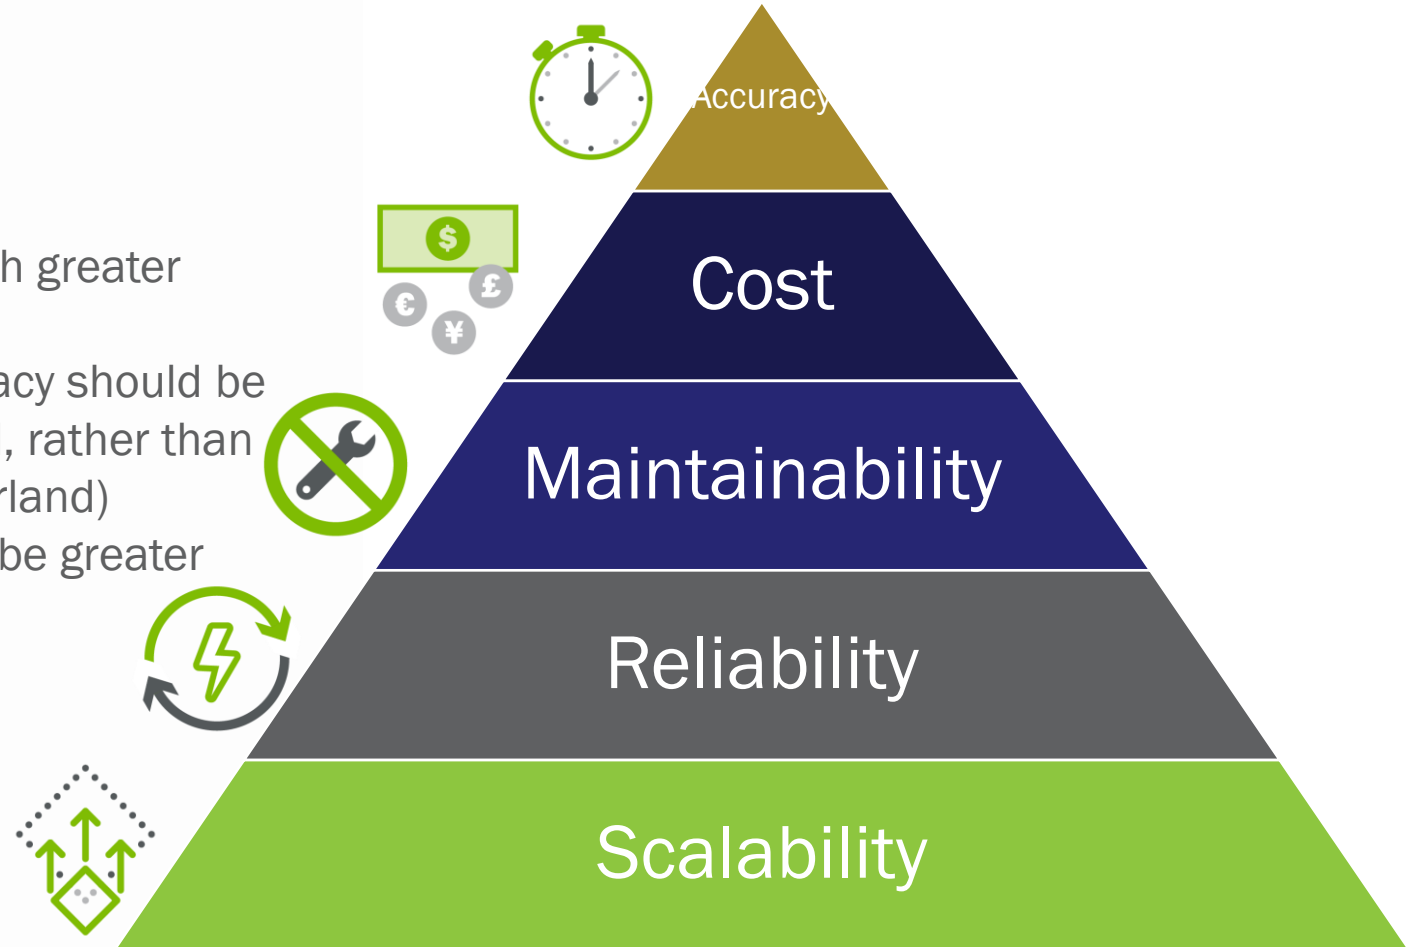 Accuracy
$
h greater
£
€
¥
Cost
acy should be
, rather than
rland)
be greater
Maintainability
Reliability
Scalability